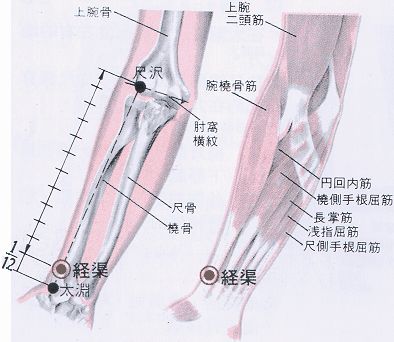 上腕骨
尺沢
肘窩
横紋
尺骨
橈骨
1
12
経渠
太淵
上腕
二頭筋
腕橈骨筋
円回内筋
橈側手根屈筋
長掌筋
浅指屈筋
尺側手根屈筋
経渠